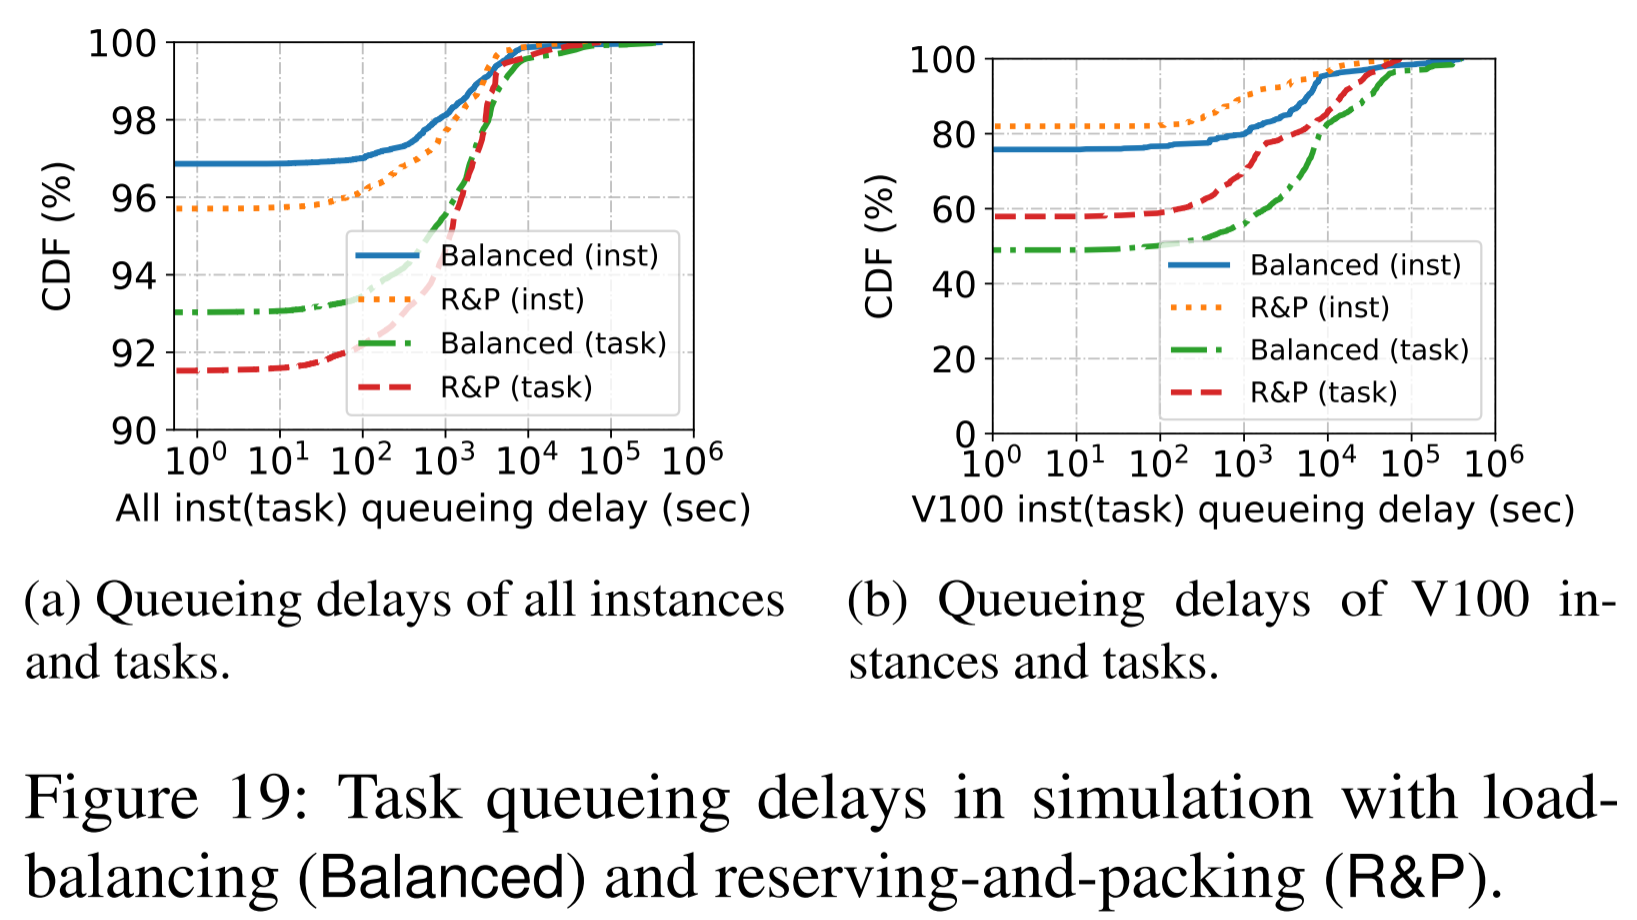 100
98
96
94
92
90
CDF (%)
Balanced (inst)
R&P (inst)
Balanced (task)
R&P (task)
10⁰ 10¹ 10² 10³ 10⁴ 10⁵ 10⁶
All inst(task) queueing delay (sec)
100
80
60
40
20
0
CDF (%)
Balanced (inst)
R&P (inst)
Balanced (task)
R&P (task)
10⁰ 10¹ 10² 10³ 10⁴ 10⁵ 10⁶
V100 inst(task) queueing delay (sec)
(a) Queueing delays of all instances
and tasks.
(b) Queueing delays of V100 in-
stances and tasks.
Figure 19: Task queueing delays in simulation with load-
balancing (Balanced) and reserving-and-packing (R&P).